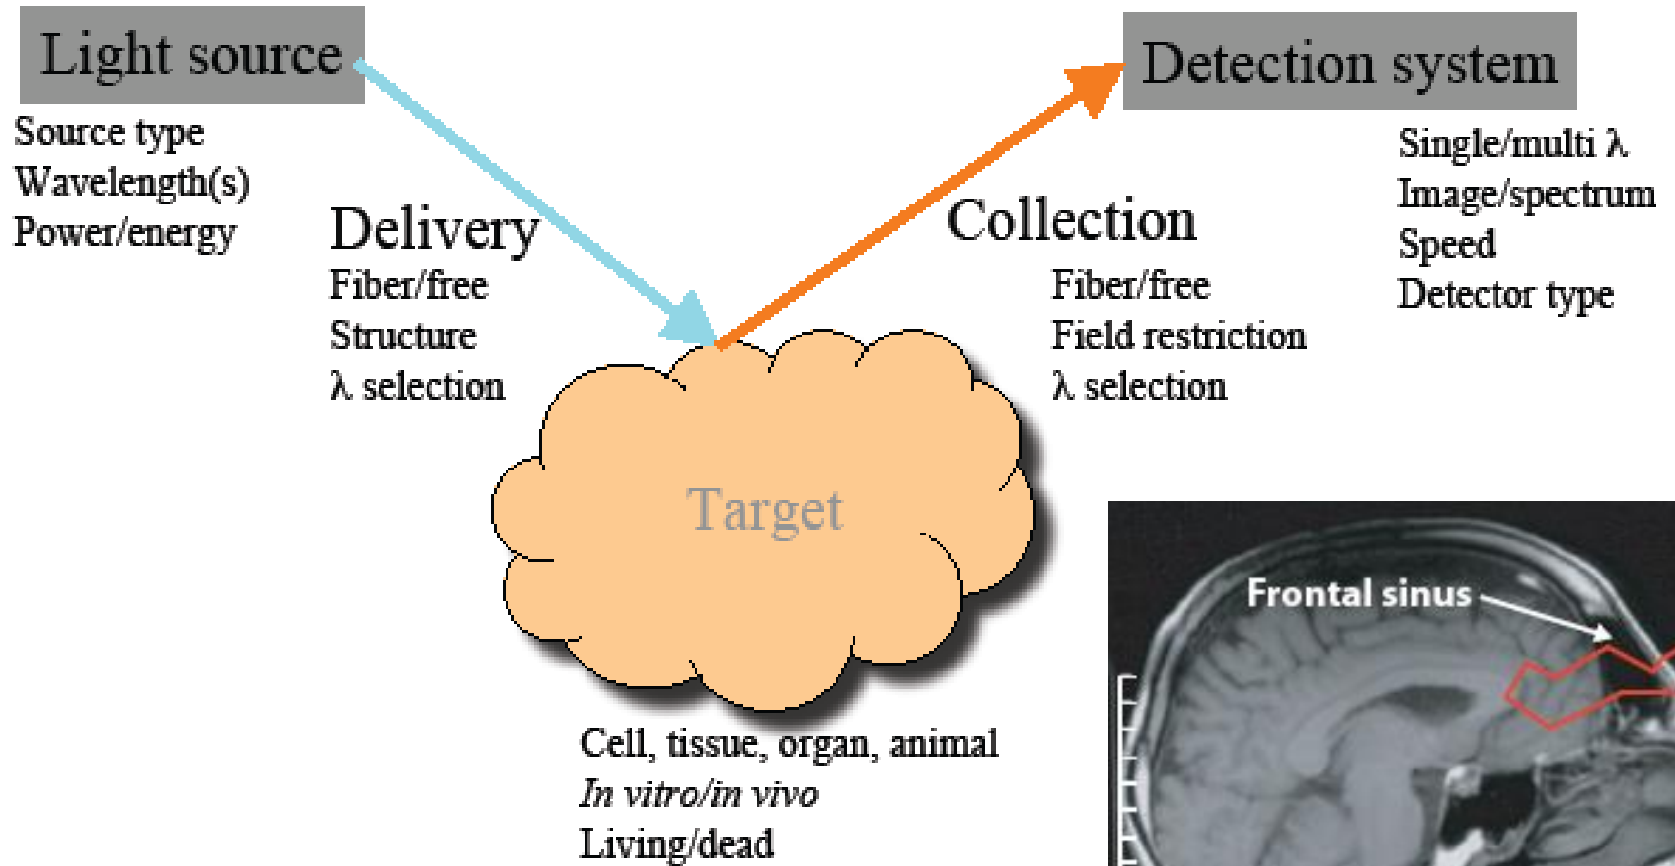 Light source
Source type
Wavelength(s)
Power/energy
Delivery
Fiber/free
Structure
λ selection
Detection system
Single/multi λ
Image/spectrum
Speed
Detector type
Collection
Fiber/free
Field restriction
λ selection
Target
Cell, tissue, organ, animal
In vitro/in vivo
Living/dead
Frontal sinus